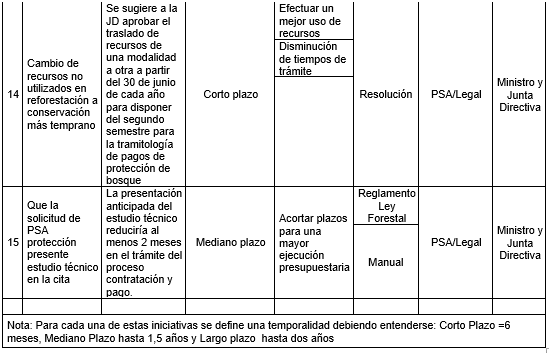 14
Cambio de
recursos no
utilizados en
reforestación a
conservación
más temprano
Se sugiere a la
JD aprobar el
traslado de
recursos de
una modalidad
a otra a partir
del 30 de junio
de cada año
para disponer
del segundo
semestre para
la tramitología
de pagos de
protección de
bosque
Corto plazo
Efectuar un
mejor uso de
recursos
Disminución
de tiempos de
trámite
Resolución
PSA/Legal
Ministro y
Junta
Directiva
15
Que la
solicitud de
PSA
protección
presente
estudio técnico
en la cita
La presentación
anticipada del
estudio técnico
reduciría al
menos 2 meses
en el trámite del
proceso
contratación y
pago.
Mediano plazo
Acortar plazos
para una
mayor
ejecución
presupuestaria
Reglamento
Ley
Forestal
Manual
PSA/Legal
Ministro y
Junta
Directiva
Nota: Para cada una de estas iniciativas se define una temporalidad debiendo entenderse: Corto Plazo =6
meses, Mediano Plazo hasta 1,5 años y Largo plazo hasta dos años